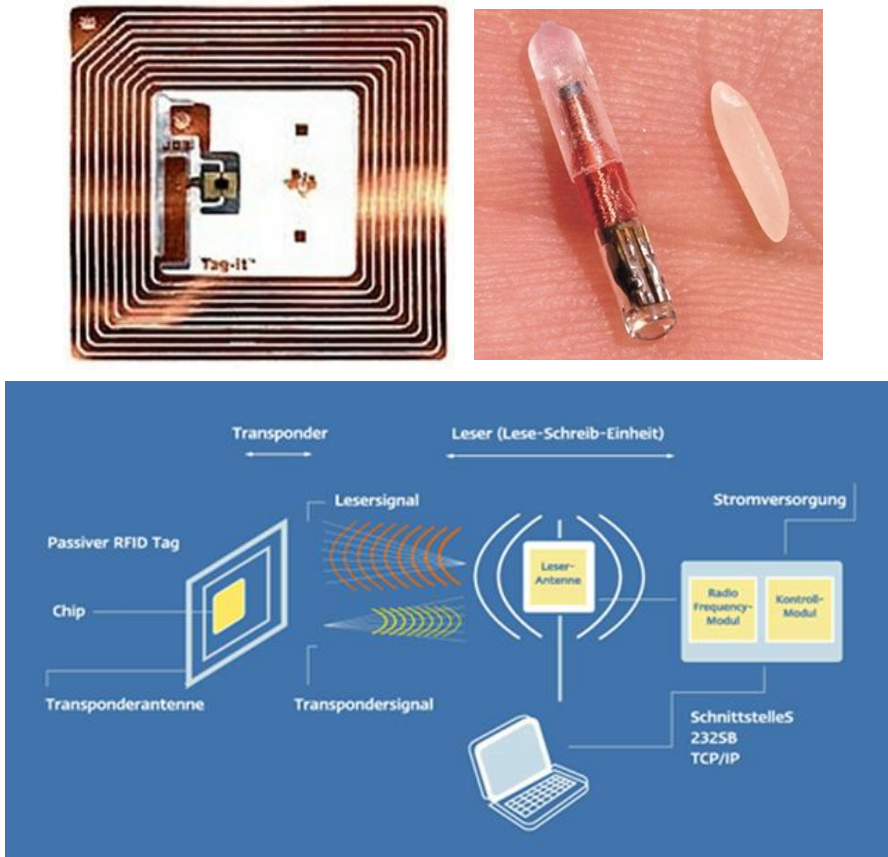 Tag-it™
Transponder
Leser (Lese-Schreib-Einheit)
Lesersignal
Stromversorgung
Passiver RFID Tag
Leser-
Antenne
Radio
Frequency-
Modul
Kontroll-
Modul
Chip
Transponderantenne
Transpondersignal
SchnittstelleS
232SB
TCP/IP